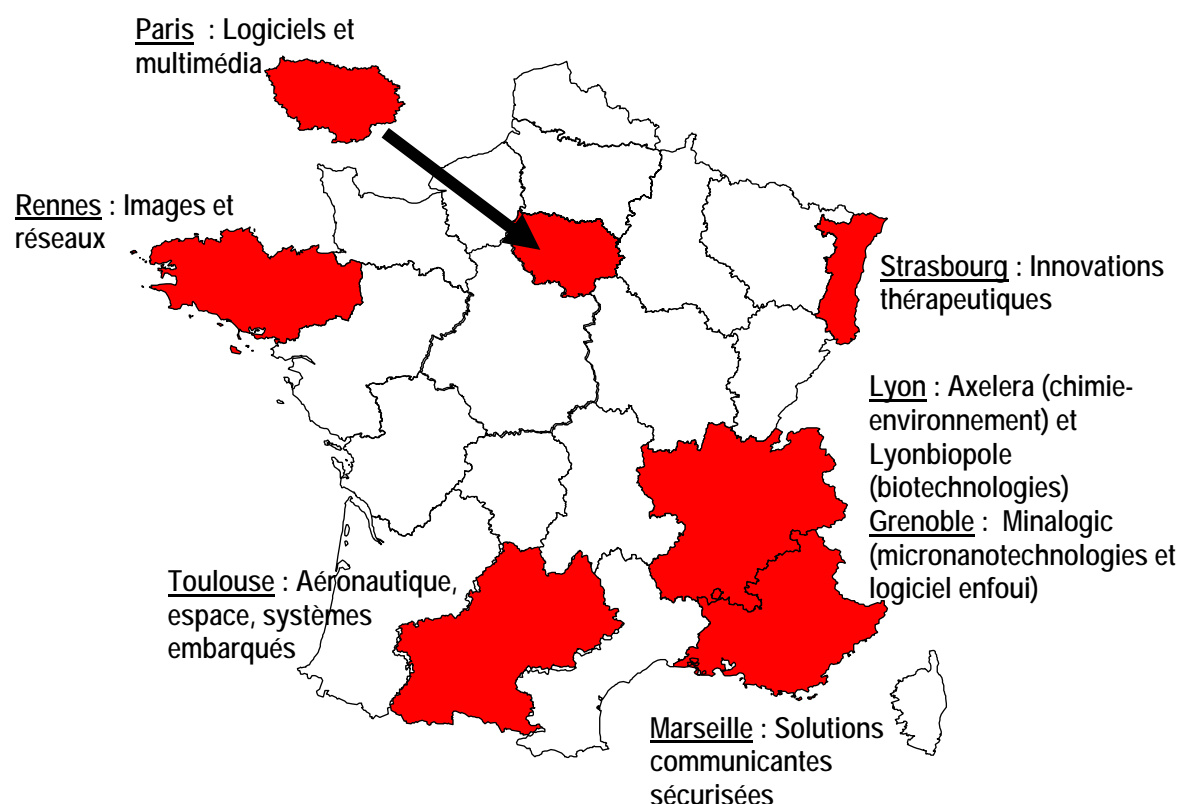 Paris : Logiciels et
multimédia
Rennes : Images et
réseaux
Strasbourg : Innovations
thérapeutiques
Lyon : Axelera (chimie-
environnement) et
Lyonbiopole
(biotechnologies)
Grenoble : Minalogic
(micronanotechnologies et
logiciel enfoui)
Toulouse : Aéronautique,
espace, systèmes
embarqués
Marseille : Solutions
communicantes
sécurisées